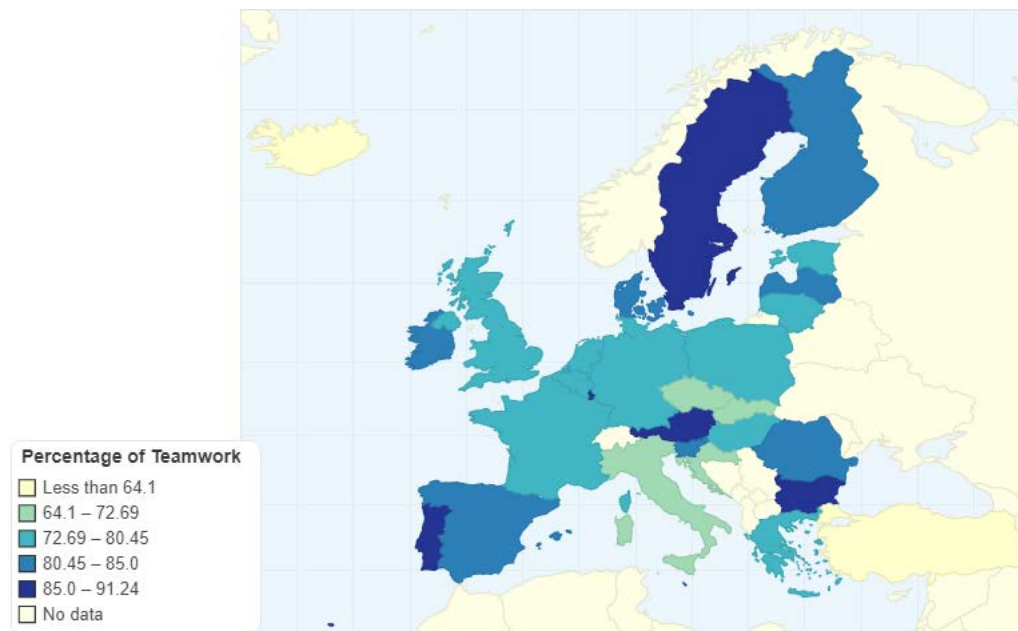 Percentage of Teamwork
Less than 64.1
64.1 – 72.69
72.69 – 80.45
80.45 – 85.0
85.0 – 91.24
No data